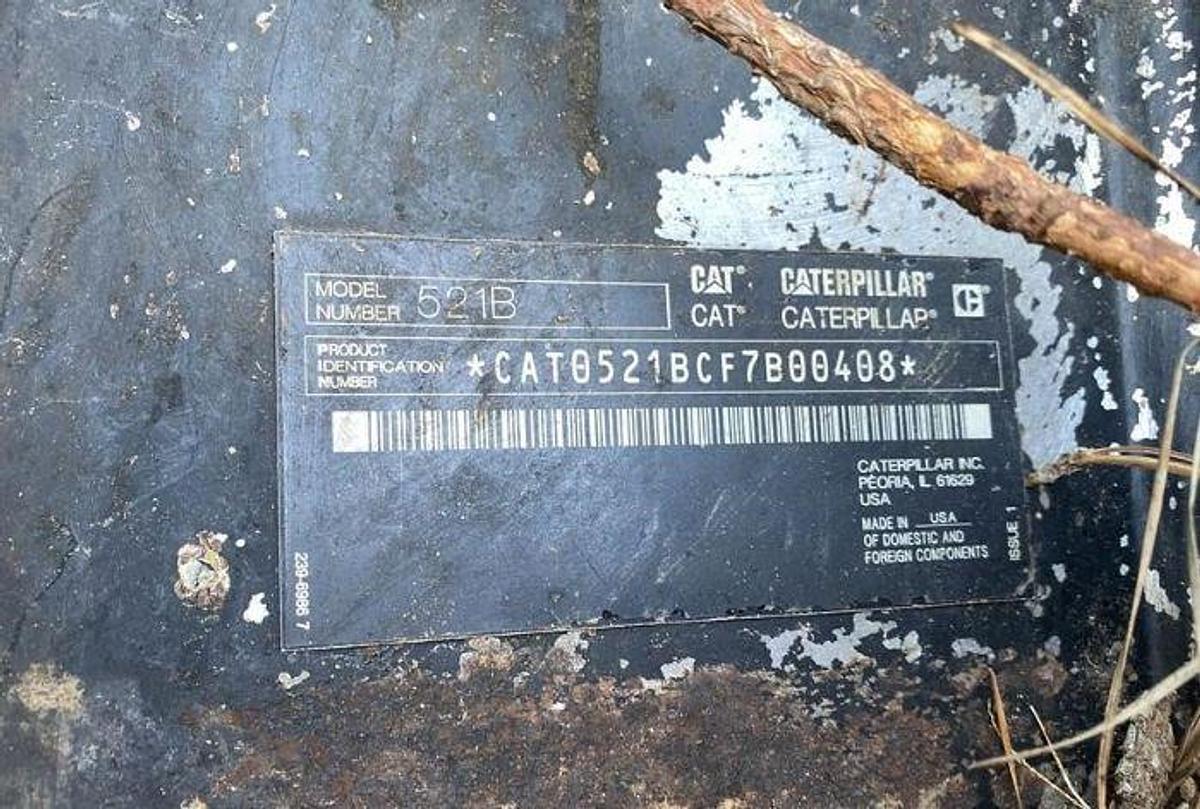 MODEL
NUMBER 521B
CAT® CATERPILLAR®
CAT® CATERPILLAR®
PRODUCT
IDENTIFICATION
NUMBER
*CAT0521BCF7B00408*
CATERPILLAR INC.
PEORIA, IL 61629
USA
MADE IN USA
OF DOMESTIC AND
FOREIGN COMPONENTS
ISSUE 1
239-6986 7